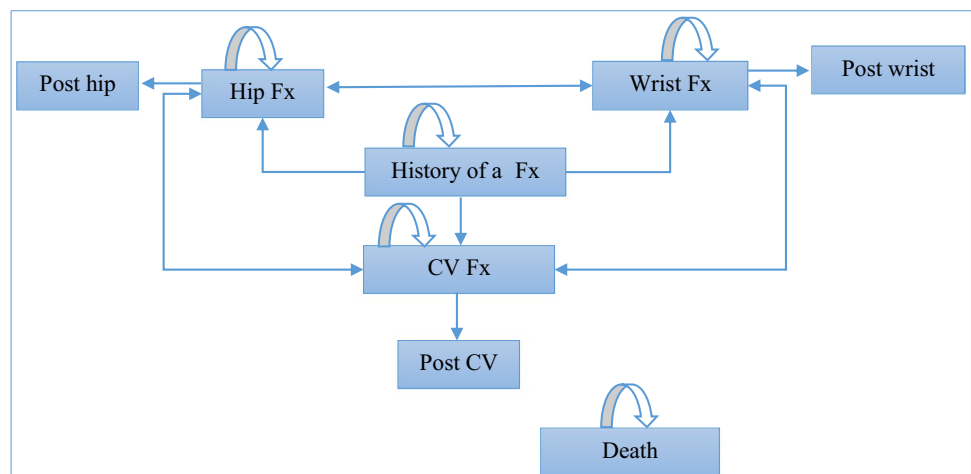 Post hip
Hip Fx
Wrist Fx
Post wrist
History of a  Fx
CV Fx
Post CV
Death